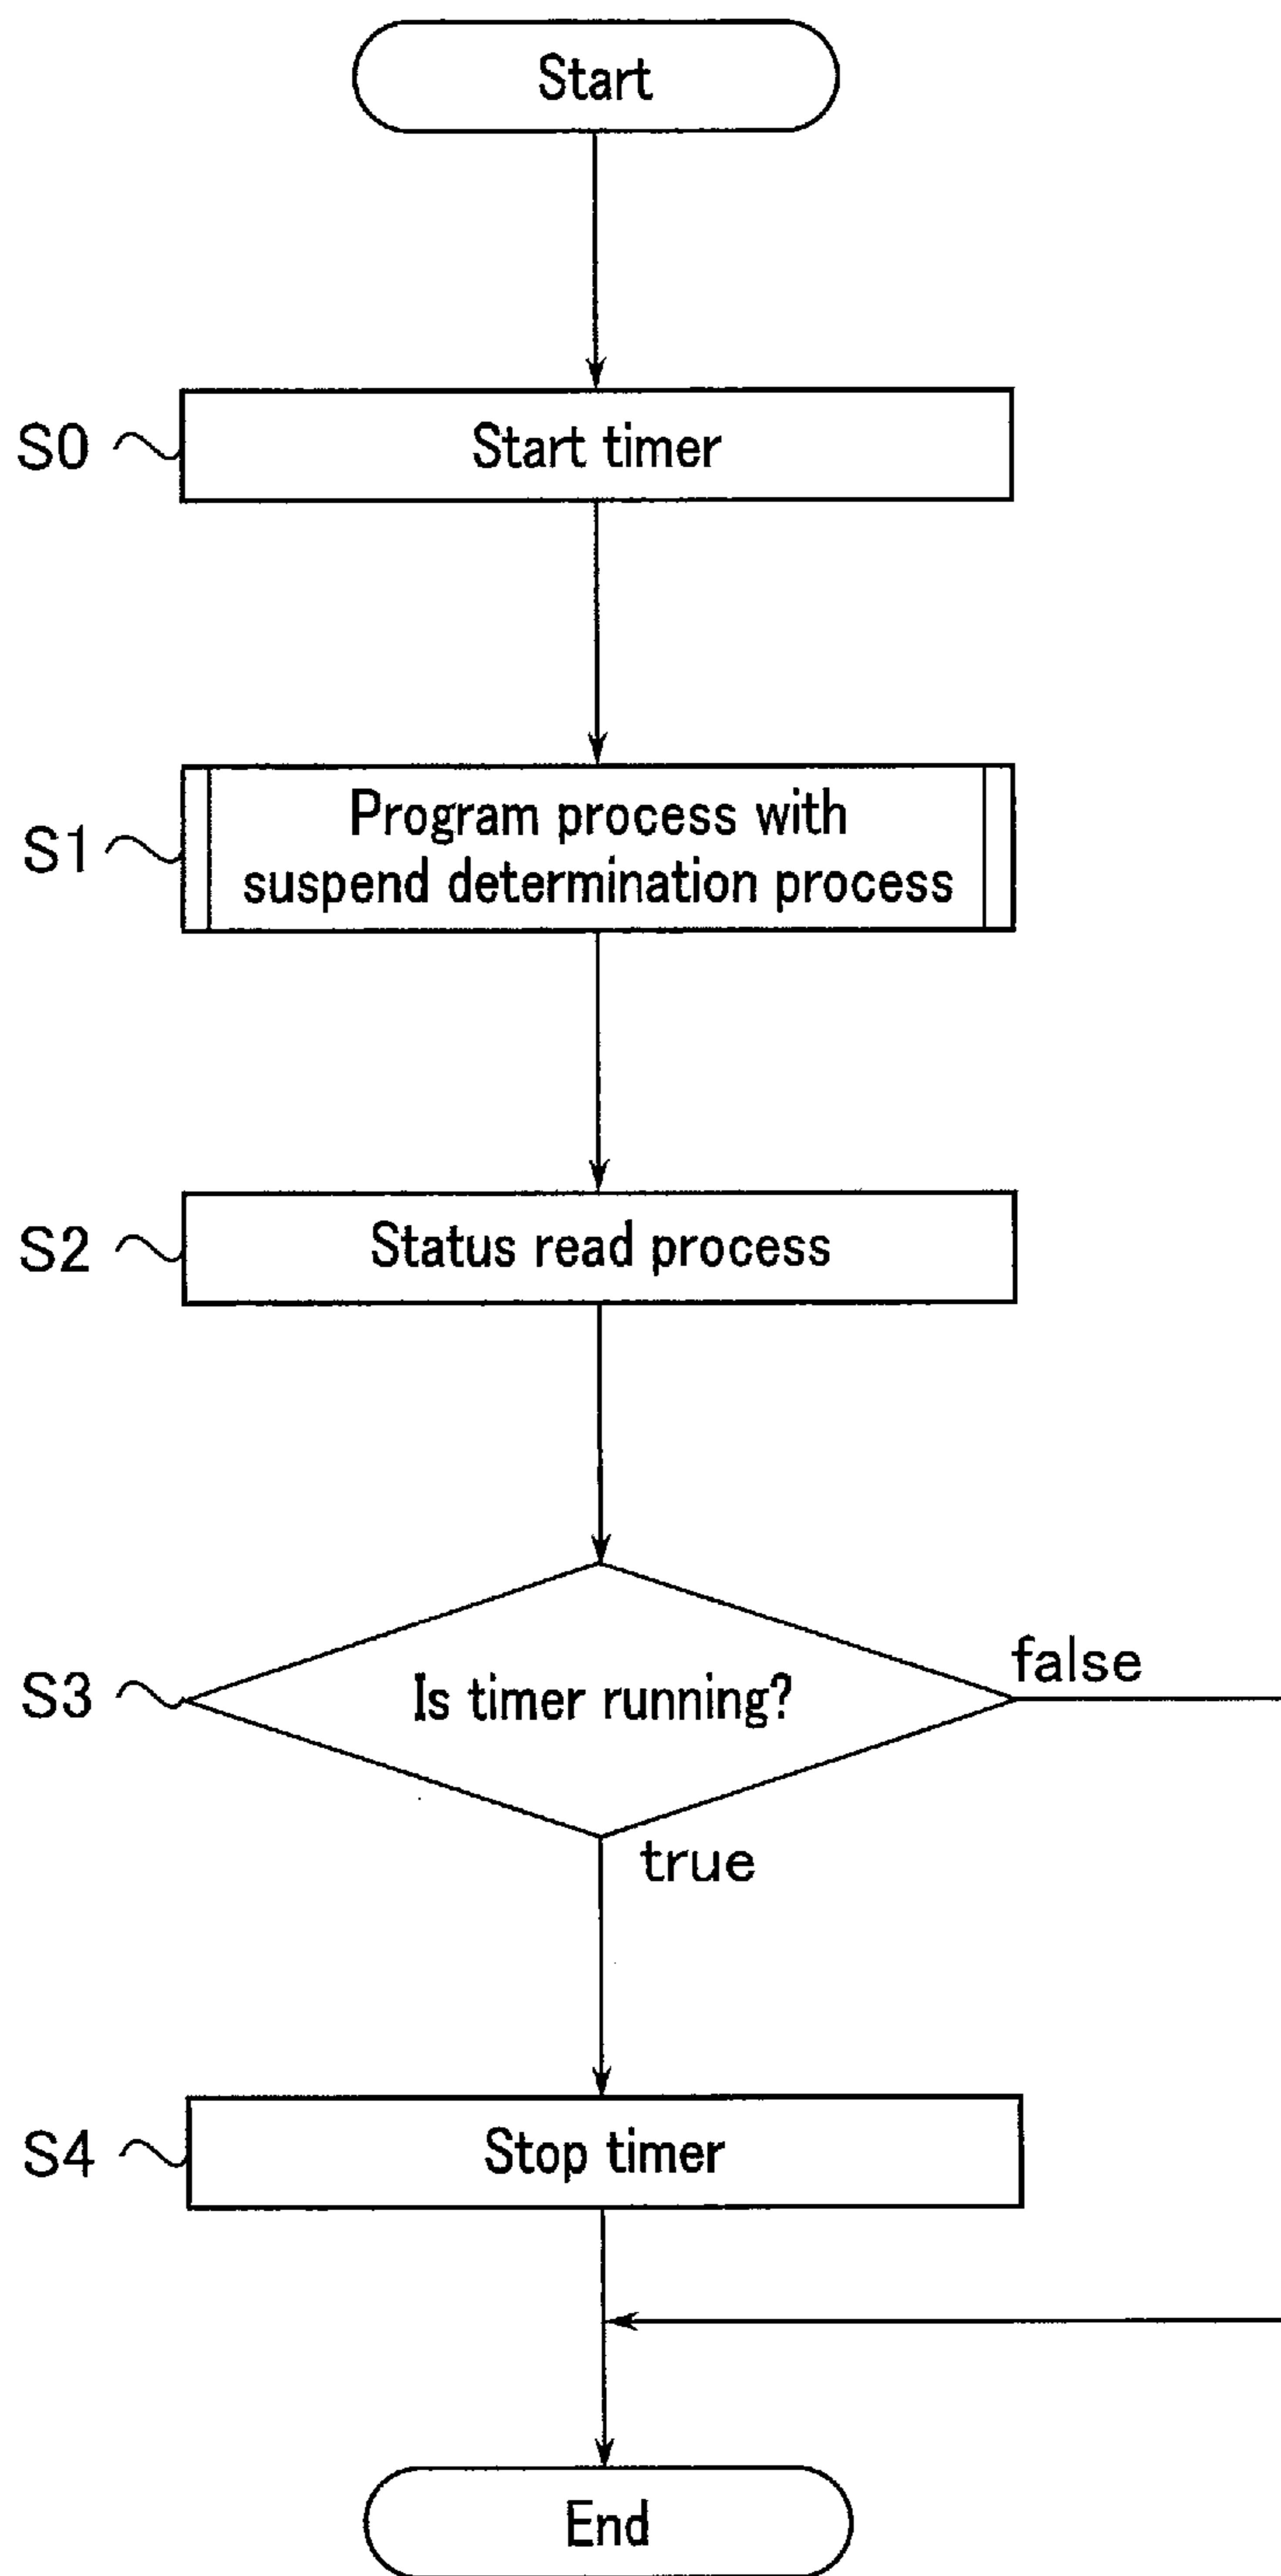 Start
S0
Start timer
S1
Program process with
suspend determination process
S2
Status read process
S3
Is timer running?
false
true
S4
Stop timer
End